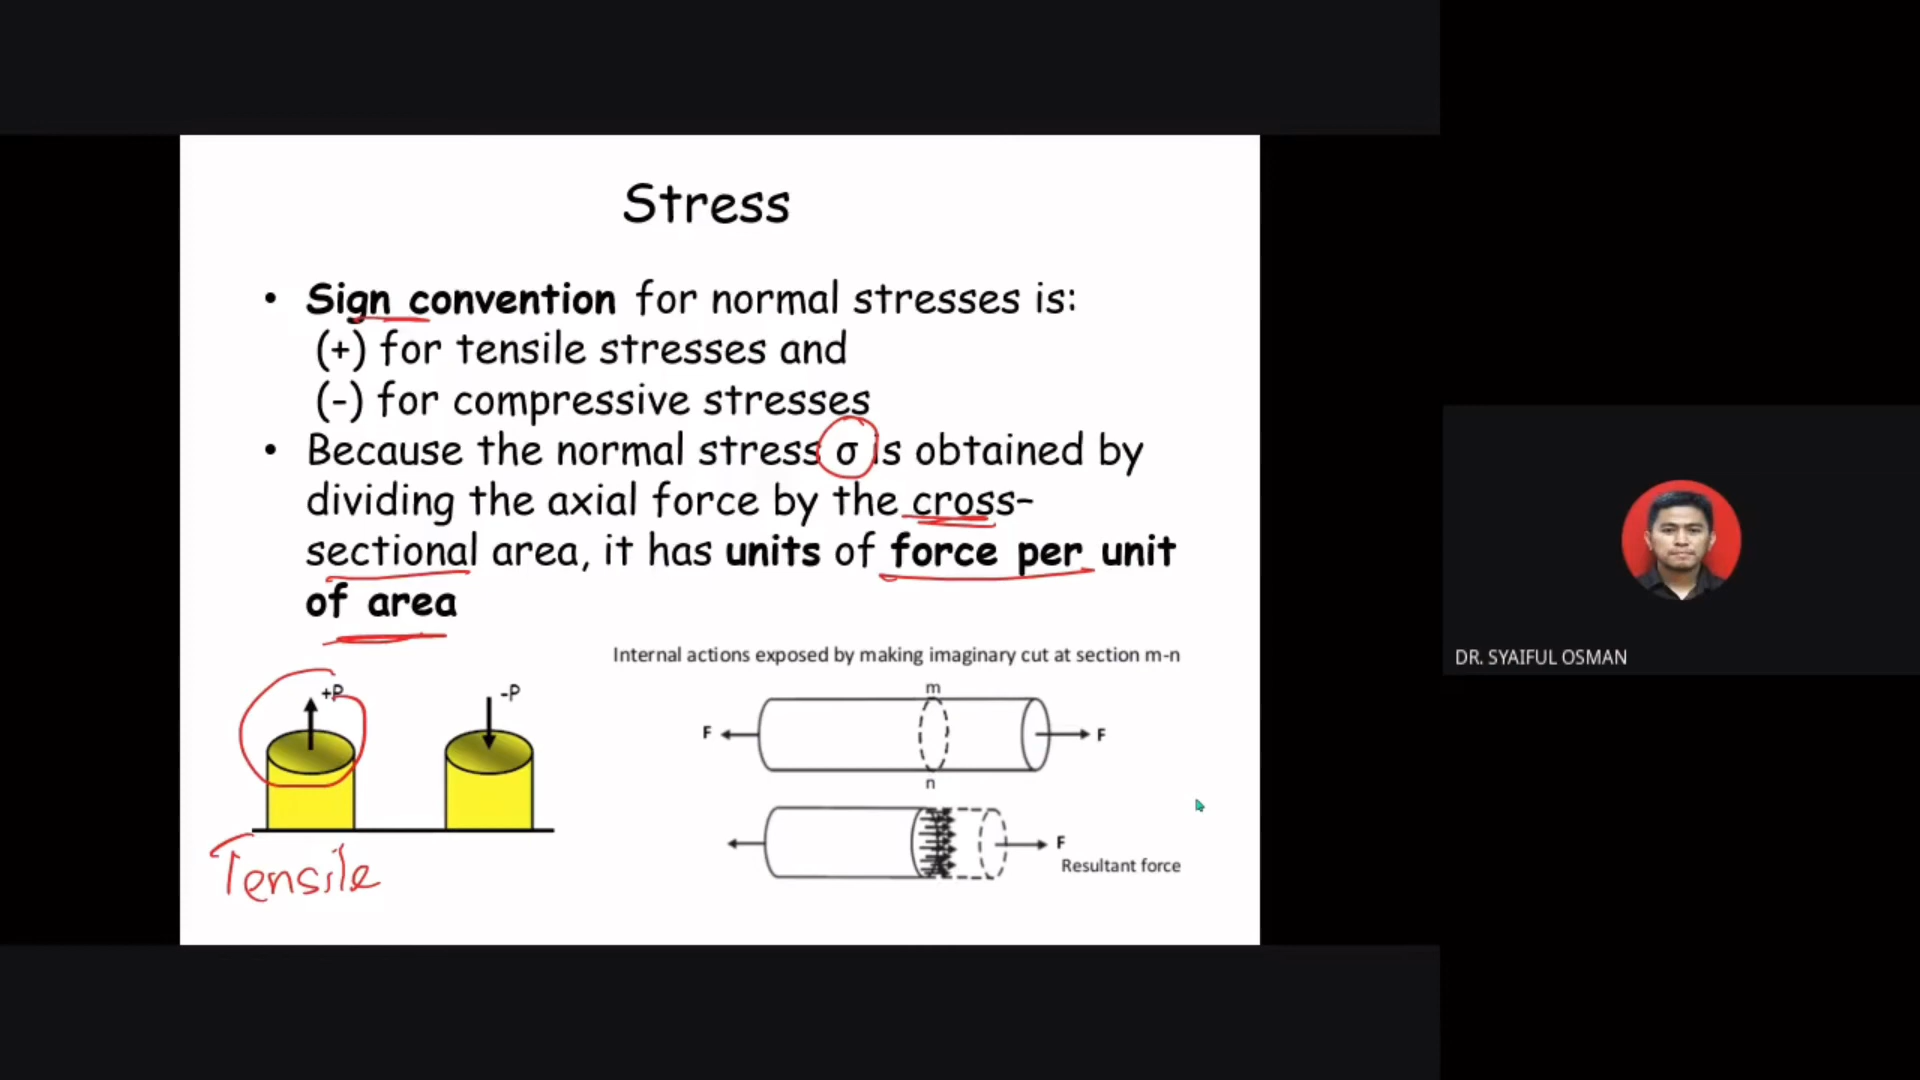 Stress
• Sign convention for normal stresses is:
(+) for tensile stresses and
(-) for compressive stresses
• Because the normal stress σ is obtained by
dividing the axial force by the cross-
sectional area, it has units of force per unit
of area
Internal actions exposed by making imaginary cut at section m-n
+P
-P
m
F
F
n
F
Resultant force
Tensile
DR. SYAIFUL OSMAN